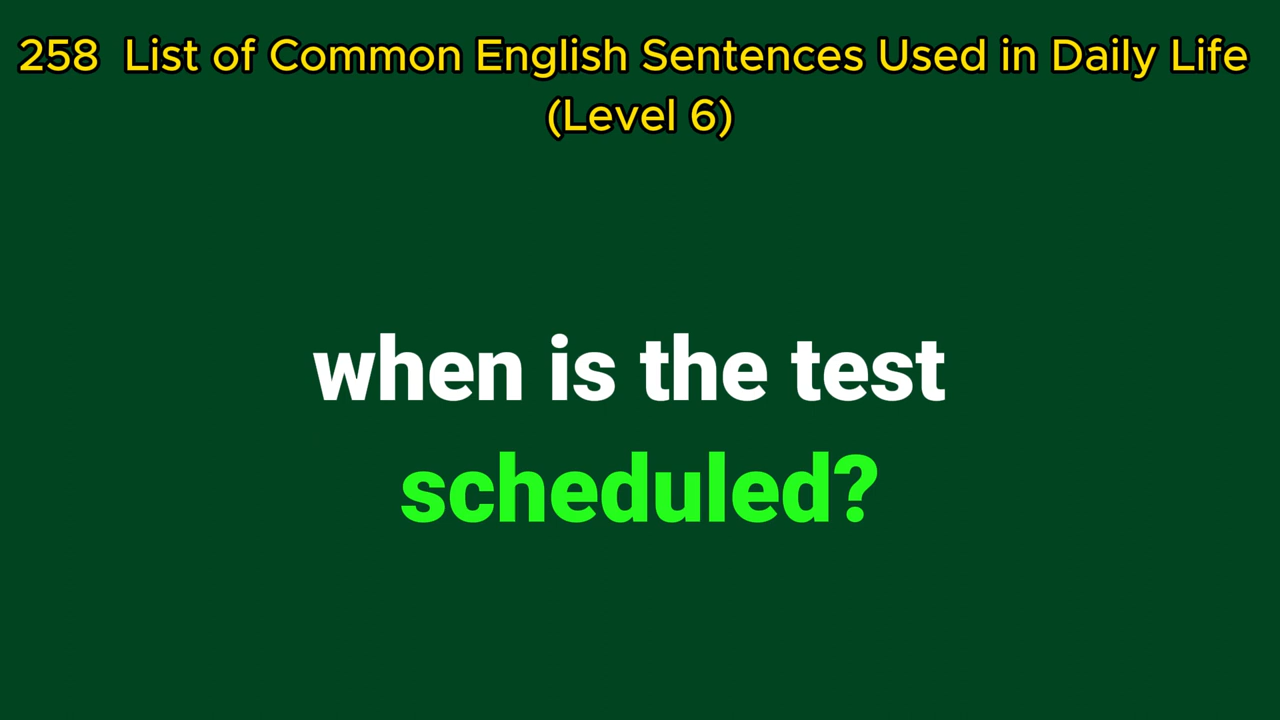 258 List of Common English Sentences Used in Daily Life
(Level 6)
when is the test
scheduled?